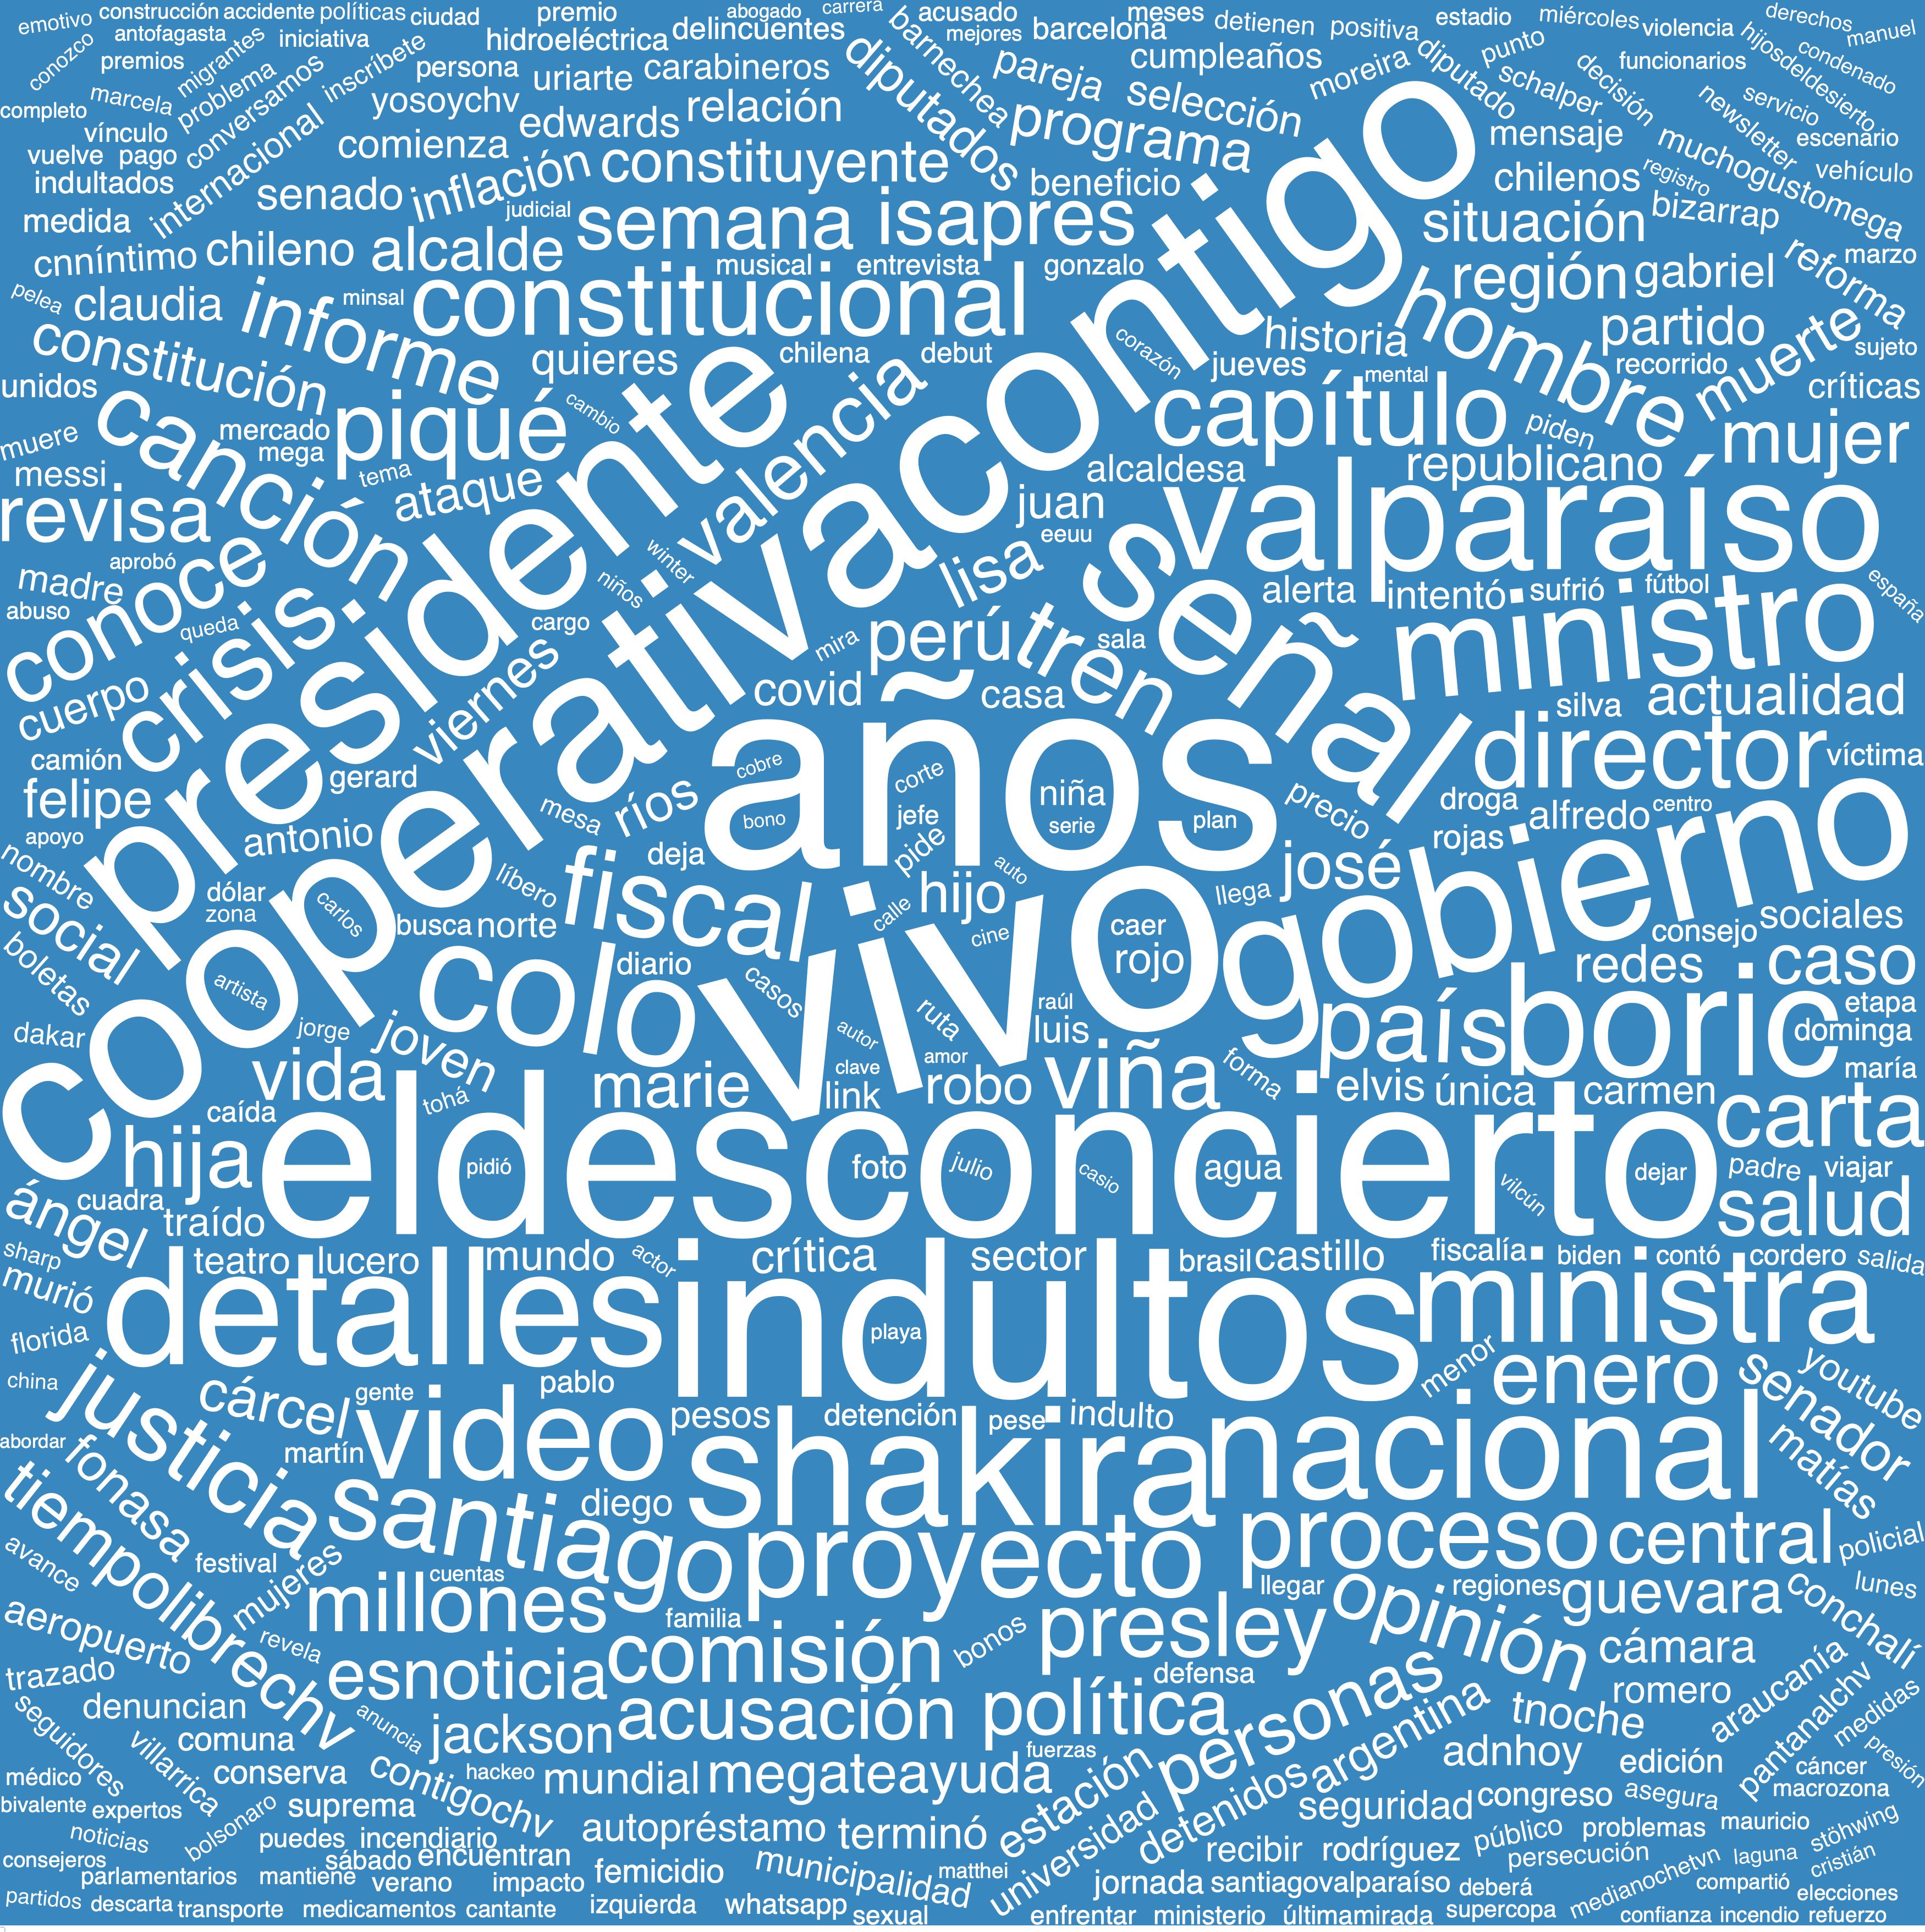 emotivo
construcción
accidente
políticas
ciudad
premio
abogado
carrera
acusado
meses
detienen
positiva
estadio
miércoles
violencia
derechos
manuel
conozco
antofagasta
iniciativa
hidroeléctrica
delincuentes
barnechea
mejores
barcelona
punto
hijosdeldesierto
condenado
premios
migrantes
inscríbete
persona
uriarte
carabineros
diputados
pareja
cumpleaños
moreira
diputado
schalper
decisión
funcionarios
completo
marcela
problema
conversamos
yosoychv
relación
programa
selección
newsletter
servicio
escenario
vínculo
internacional
comienza
edwards
mensaje
muchogustomega
vuelve
pago
indultados
senado
inflación
constituyente
beneficio
chilenos
registro
vehículo
medida
judicial
semana
isapres
contigo
situación
bizarrap
cnníntimo
chileno
alcalde
musical
entrevista
gonzalo
región
gabriel
reforma
marzo
pelea
claudia
informe
minsal
constitucional
hombre
partido
constitución
quieres
chilena
debut
corazón
historia
jueves
recorrido
muerte
sujeto
unidos
canción
mercado
piqué
cambio
presidente
valencia
cooperativa
capítulo
mental
piden
críticas
muere
mega
tema
messi
ataque
alcaldesa
republicano
mujer
revisa
juan
eeuu
valparaíso
aprobó
conoce
crisis.
winter
niños
lisa
señal
madre
alerta
intentó
sufrió
fútbol
españa
abuso
queda
cargo
mira
perú
tren
sala
ministro
cuerpo
viernes
covid
casa
silva
actualidad
camión
gerard
años
cobre
corte
niña
director
víctima
felipe
mesa
ríos
bono
jefe
serie
plan
precio
droga
alfredo
centro
apoyo
antonio
deja
pide
rojas
gobierno
nombre
dólar
carlos
líbero
fiscal
hijo
auto
llega
josé
social
zona
busca
norte
calle
cine
vivo
caer
rojo
consejo
sociales
boletas
artista
colo
diario
casos
ruta
raúl
redes
caso
dakar
jorge
joven
autor
luis
país
boric
etapa
dominga
vida
tohá
marie
clave
link
amor
robo
viña
forma
elvis
única
carmen
maría
caída
eldesconcierto
carta
hija
pidió
foto
julio
casio
agua
vilcún
dejar
padre
viajar
ángel
cuadra
traído
salud
sharp
teatro
lucero
mundo
actor
crítica
sector
brasil
castillo
fiscalía
biden
contó
cordero
salida
murió
detalles
indultos
ministra
florida
playa
menor
china
justicia
cárcel
gente
pablo
enero
senador
youtube
abordar
fonasa
martín
video
pesos
shakira
detención
pese
indulto
nacional
matías
tiempolibrechv
santiago
diego
proyecto
proceso
central
policial
avance
festival
mujeres
cuentas
llegar
opinión
regiones
guevara
conchalí
lunes
millones
familia
aeropuerto
revela
comisión
bonos
presley
cámara
trazado
esnoticia
defensa
personas
romero
araucanía
denuncian
anuncia
acusación
política
argentina
tnoche
pantanalchv
medidas
seguidores
villarrica
comuna
jackson
fuerzas
adnhoy
edición
presión
médico
conserva
contigochv
hackeo
mundial
megateayuda
estación
detenidos
cáncer
macrozona
bivalente
expertos
suprema
seguridad
congreso
asegura
noticias
bolsonaro
puedes
incendiario
autopréstamo
terminó
universidad
público
problemas
mauricio
stöhwing
consejeros
sábado
encuentran
femicidio
municipalidad
matthei
recibir
rodríguez
persecución
laguna
cristián
parlamentarios
mantiene
verano
impacto
jornada
santiagovalparaíso
deberá
medianochetvn
compartió
partidos
descarta
transporte
medicamentos
cantante
izquierda
whatsapp
sexual
enfrentar
ministerio
últimamirada
supercopa
confianza
incendio
refuerzo
elecciones